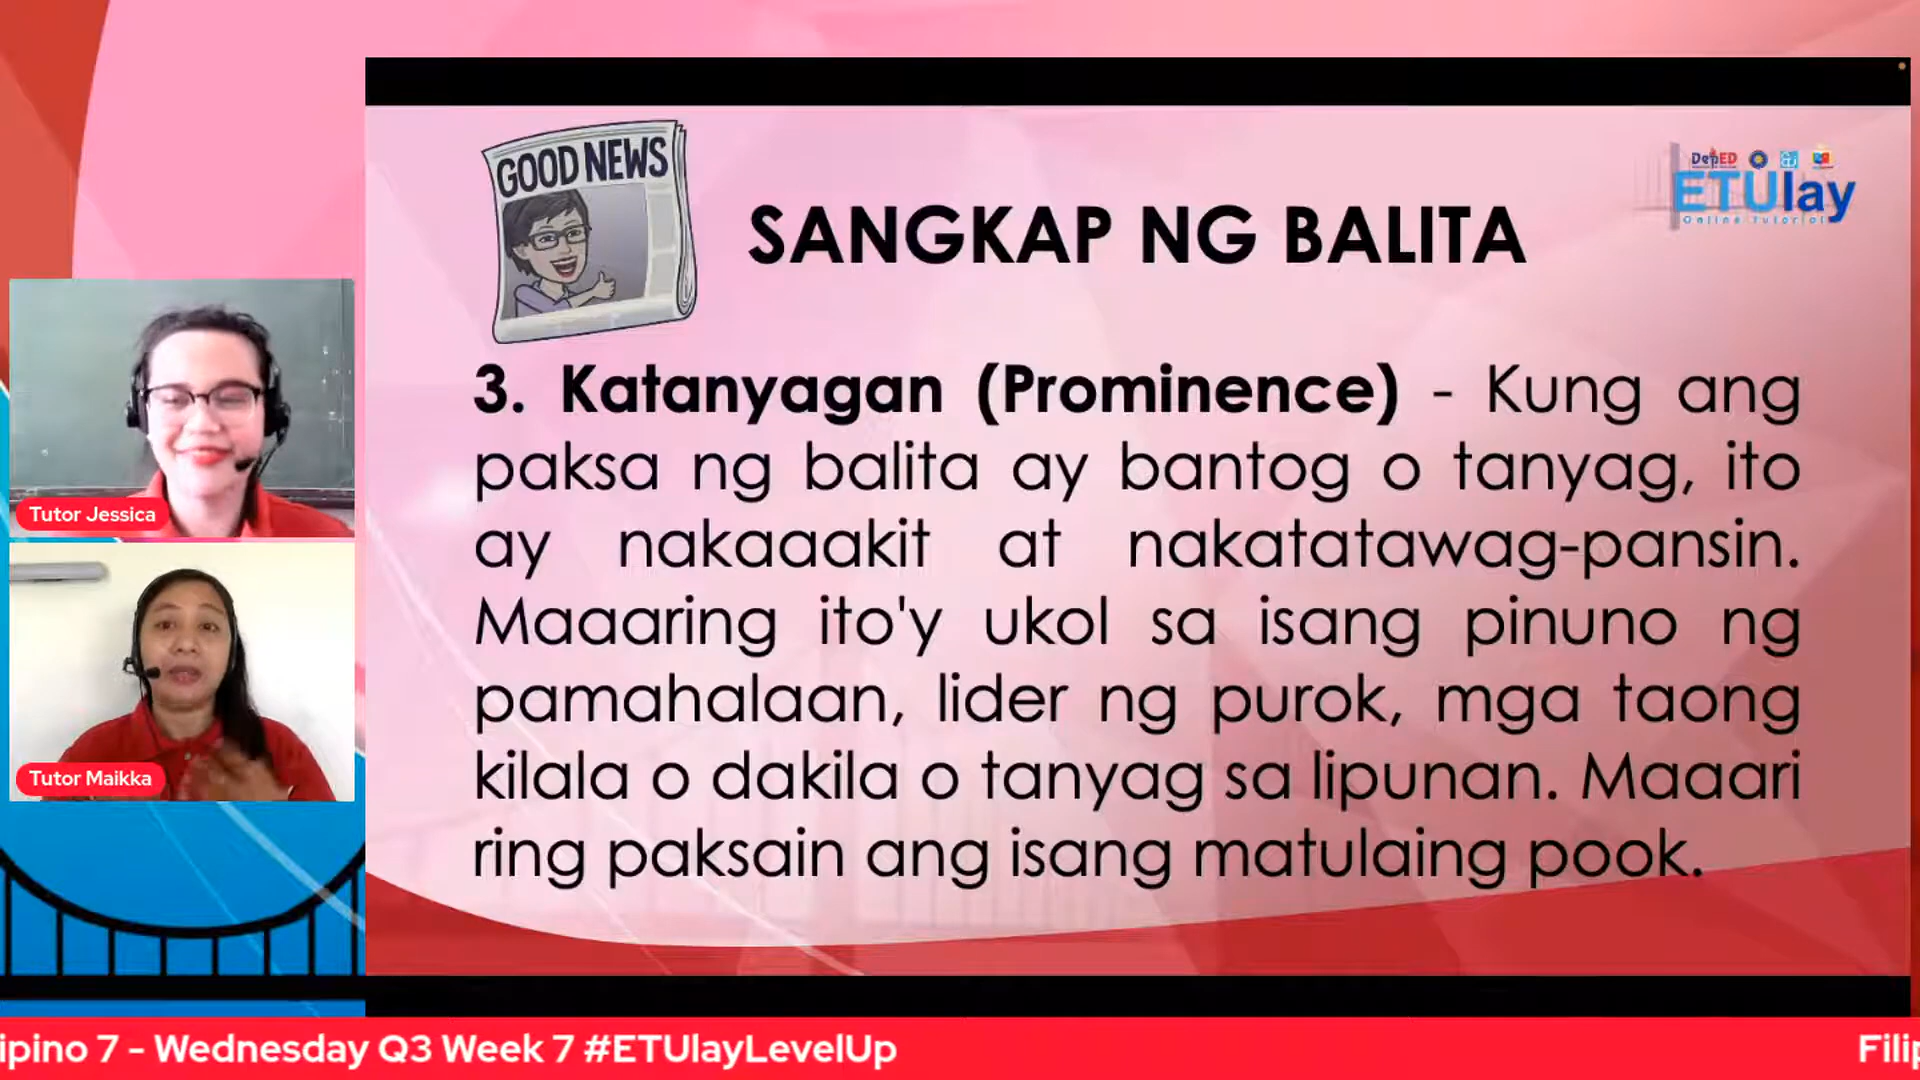 GOOD NEWS
DepED
ETUlay
Online Tutorial
SANGKAP NG BALITA
3. Katanyagan (Prominence) - Kung ang
paksa ng balita ay bantog o tanyag, ito
ay nakaaakit at nakatatawag-pansin.
Maaaring ito'y ukol sa isang pinuno ng
pamahalaan, lider ng purok, mga taong
kilala o dakila o tanyag sa lipunan. Maaari
ring paksain ang isang matulaing pook.
Tutor Jessica
Tutor Maikka
ipino 7 - Wednesday Q3 Week 7 #ETUlayLevelUp
Filip